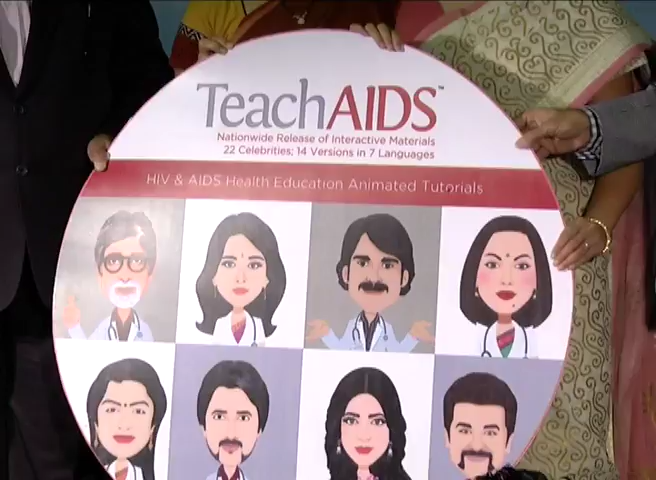 TeachAIDS™
Nationwide Release of Interactive Materials
22 Celebrities; 14 Versions in 7 Languages
HIV & AIDS Health Education Animated Tutorials